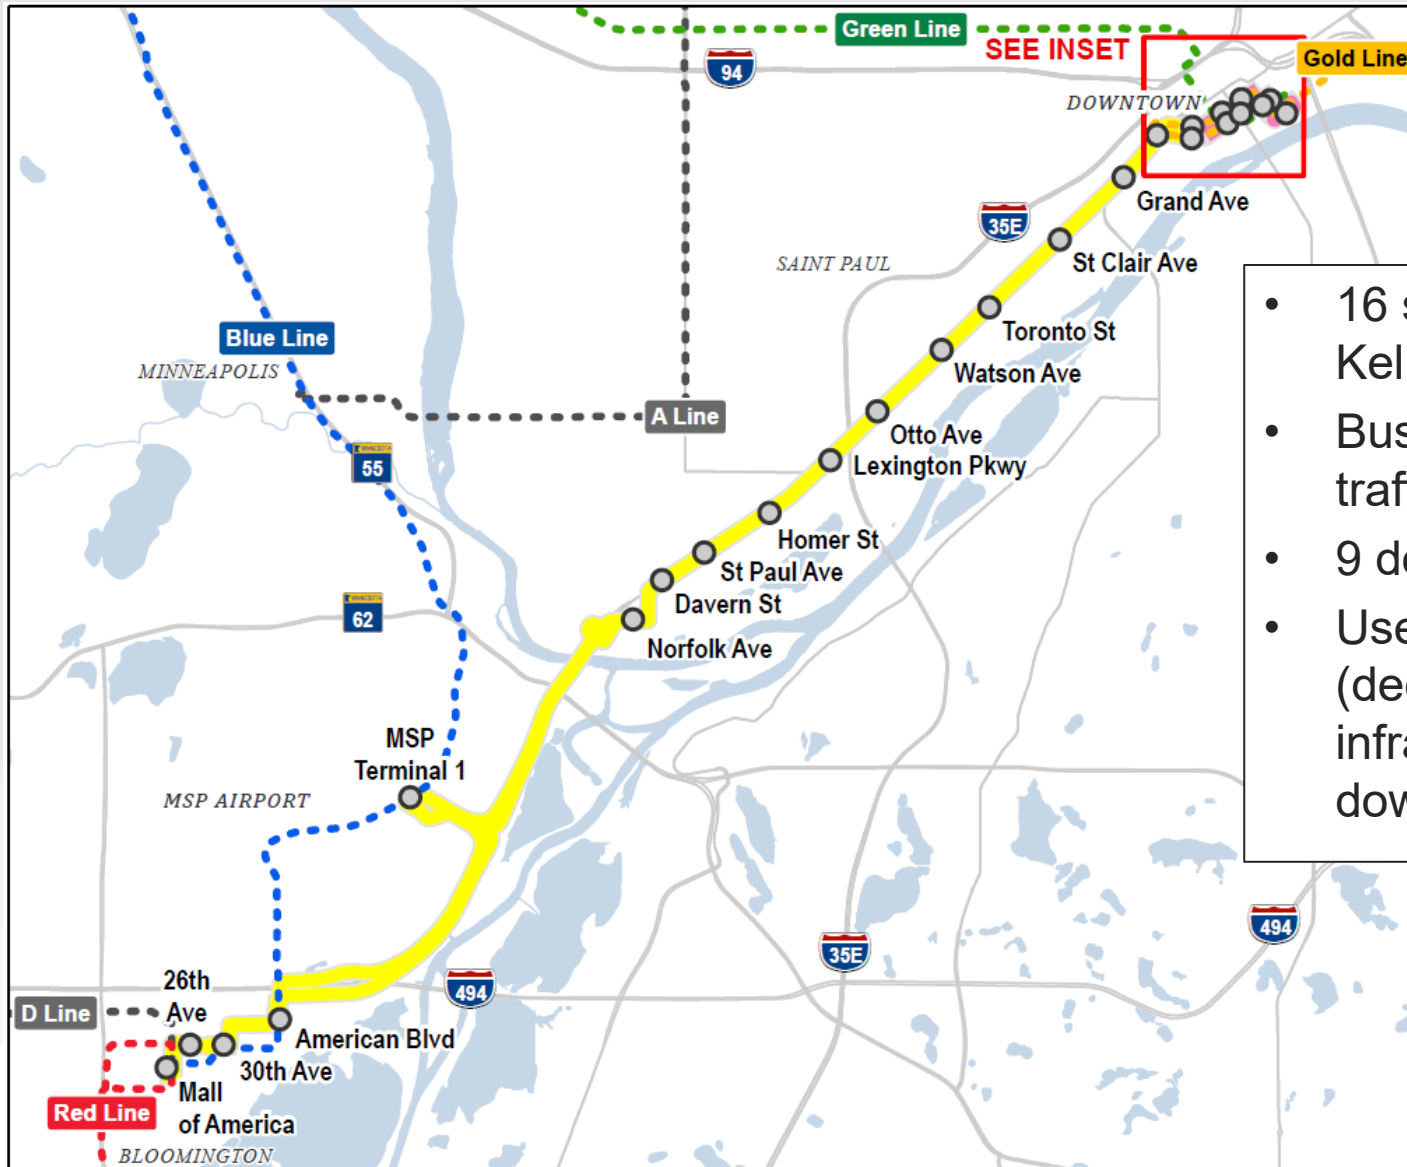 Green Line
SEE INSET
Gold Line
94
DOWNTOWN
Grand Ave
35E
St Clair Ave
SAINT PAUL
Toronto St
Blue Line
MINNEAPOLIS
Watson Ave
A Line
Otto Ave
Lexington Pkwy
55
Homer St
St Paul Ave
Davern St
62
Norfolk Ave
MSP
Terminal 1
MSP AIRPORT
35E
494
26th
Ave
494
D Line
American Blvd
30th Ave
Mall
of America
Red Line
BLOOMINGTON
• 16
Kel
• Bus
traf
• 9
• Use
(de
infra
dow